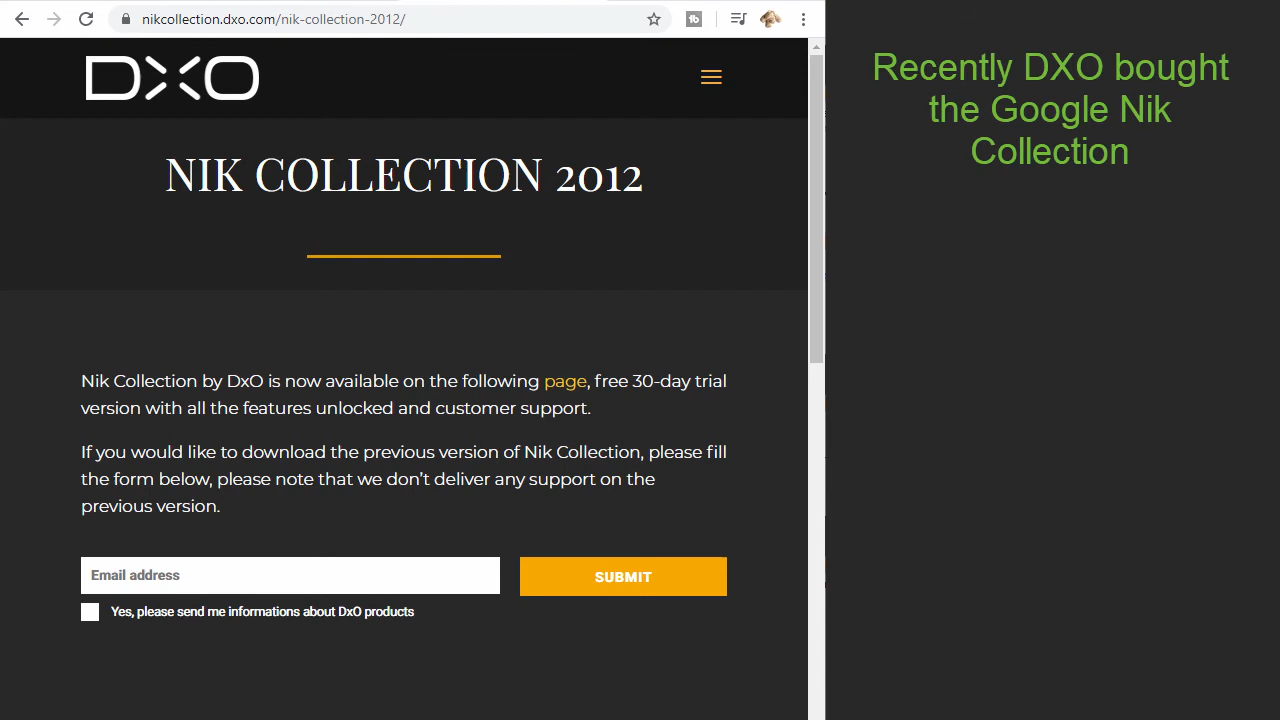 nikcollection.dxo.com/nik-collection-2012/
DXO
NIK COLLECTION 2012
Nik Collection by DxO is now available on the following page, free 30-day trial
version with all the features unlocked and customer support.
If you would like to download the previous version of Nik Collection, please fill
the form below, please note that we don't deliver any support on the
previous version.
Email address
SUBMIT
Yes, please send me informations about DxO products
Recently DXO bought
the Google Nik
Collection